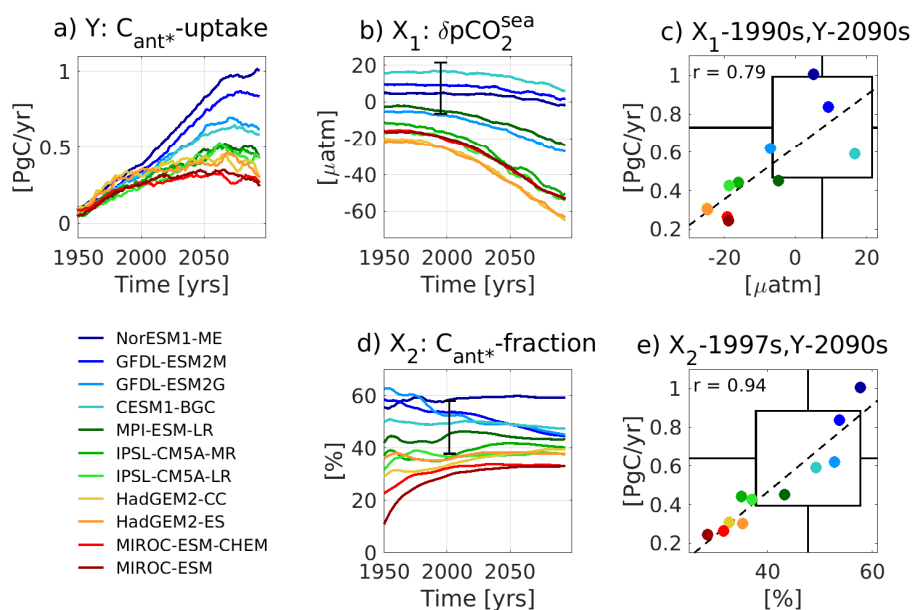 a) Y: C_ant*-uptake
[PgC/yr]
1
0.5
0
1950
2000
2050
Time [yrs]
b) X₁: δpCO₂^sea
[µatm]
20
0
-20
-40
-60
1950
2000
2050
Time [yrs]
c) X₁-1990s,Y-2090s
r = 0.79
[PgC/yr]
1
0.8
0.6
0.4
0.2
-20
0
20
[µatm]
NorESM1-ME
GFDL-ESM2M
GFDL-ESM2G
CESM1-BGC
MPI-ESM-LR
IPSL-CM5A-MR
IPSL-CM5A-LR
HadGEM2-CC
HadGEM2-ES
MIROC-ESM-CHEM
MIROC-ESM
d) X₂: C_ant*-fraction
[%]
60
40
20
0
1950
2000
2050
Time [yrs]
e) X₂-1997s,Y-2090s
r = 0.94
[PgC/yr]
1
0.8
0.6
0.4
0.2
40
60
[%]